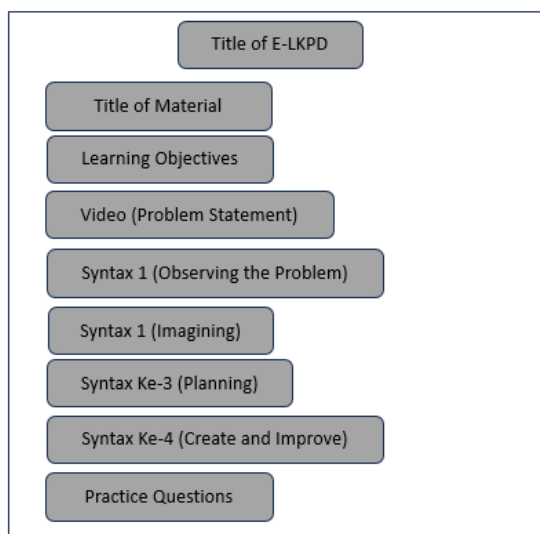 Title of E-LKPD
Title of Material
Learning Objectives
Video (Problem Statement)
Syntax 1 (Observing the Problem)
Syntax 1 (Imagining)
Syntax Ke-3 (Planning)
Syntax Ke-4 (Create and Improve)
Practice Questions